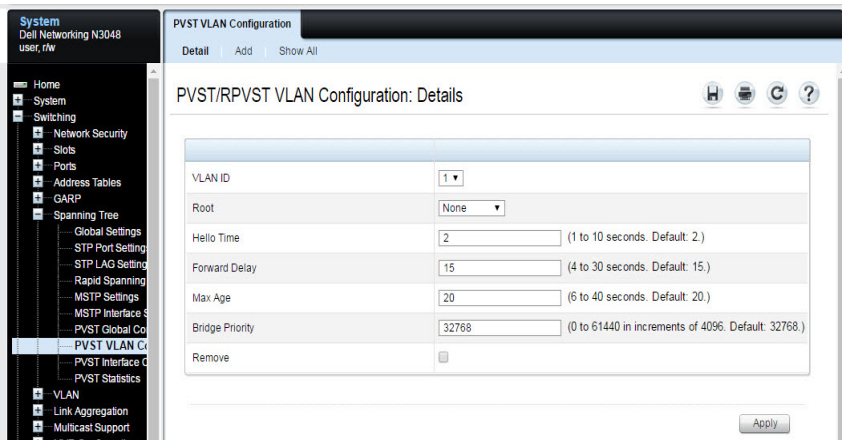 System
Dell Networking N3048
user, r/w
PVST VLAN Configuration
Detail Add Show All
Home
System
Switching
Network Security
Slots
Ports
Address Tables
GARP
Spanning Tree
Global Settings
STP Port Setting
STP LAG Setting
Rapid Spanning
MSTP Settings
MSTP Interface S
PVST Global Co
PVST VLAN Co
PVST Interface C
PVST Statistics
VLAN
Link Aggregation
Multicast Support
PVST/RPVST VLAN Configuration: Details
VLAN ID 1
Root None
Hello Time 2 (1 to 10 seconds. Default: 2.)
Forward Delay 15 (4 to 30 seconds. Default: 15.)
Max Age 20 (6 to 40 seconds. Default: 20.)
Bridge Priority 32768 (0 to 61440 in increments of 4096. Default: 32768.)
Remove
Apply